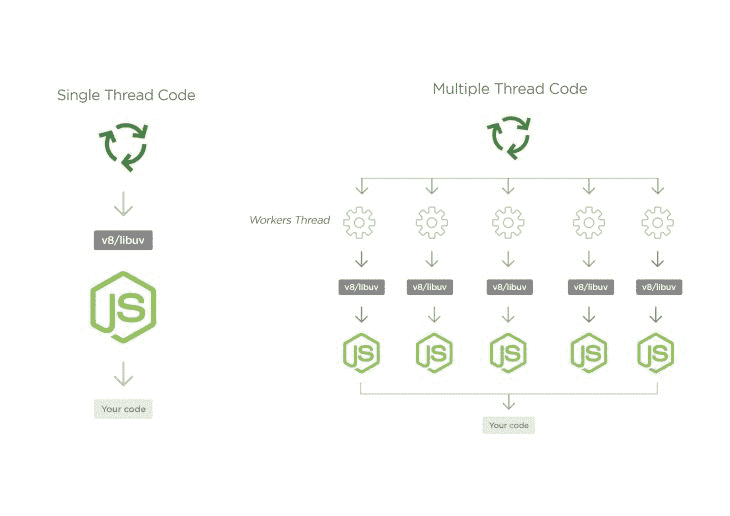 Single Thread Code
v8/libuv
JS
Your code
Multiple Thread Code
Workers Thread
v8/libuv
v8/libuv
v8/libuv
v8/libuv
v8/libuv
JS
JS
JS
JS
JS
Your code